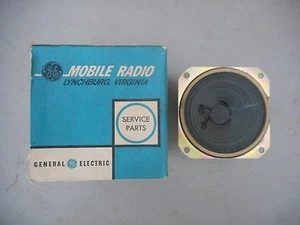 GE MOBILE RADIO
LYNCHBURG, VIRGINIA
SERVICE
PARTS
GENERAL GE ELECTRIC